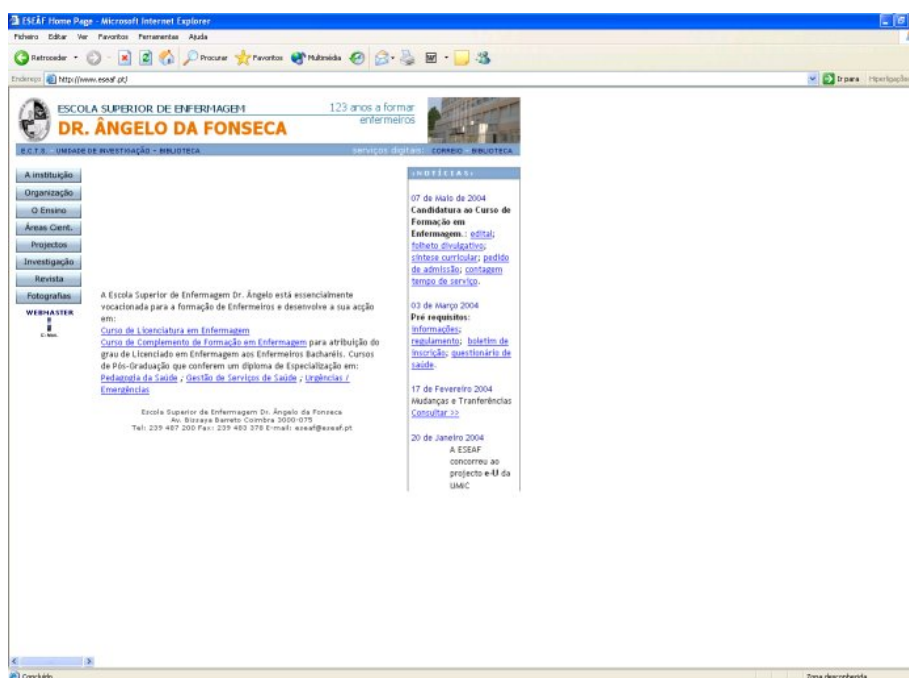 ESEAF Home Page - Microsoft Internet Explorer
Ficheiro Editar Ver Favoritos Ferramentas Ajuda
Retroceder Procurar Favoritos Multimédia
Endereço http://www.eseaf.pt/ Ir para
ESCOLA SUPERIOR DE ENFERMAGEM
DR. ÂNGELO DA FONSECA
123 anos a formar
enfermeiros
E.C.T.S. - UNIDADE DE INVESTIGAÇÃO - BIBLIOTECA
serviços digitais: CORREIO - BIBLIOTECA
A instituição
Organização
O Ensino
Áreas Cient.
Projectos
Investigação
Revista
Fotografias
WEBMASTER
A Escola Superior de Enfermagem Dr. Ângelo está essencialmente
vocacionada para a formação de Enfermeiros e desenvolve a sua acção
em:
Curso de Licenciatura em Enfermagem
Curso de Complemento de Formação em Enfermagem para atribuição do
grau de Licenciado em Enfermagem aos Enfermeiros Bacharéis. Cursos
de Pós-Graduação que conferem um diploma de Especialização em:
Pedagogia da Saúde ; Gestão de Serviços de Saúde ; Urgências /
Emergências
Escola Superior de Enfermagem Dr. Ângelo da Fonseca
Av. Bissaya Barreto Coimbra 3000-075
Tel: 239 487 200 Fax: 239 483 378 E-mail: eseaf@eseaf.pt
:NOTÍCIAS:
07 de Maio de 2004
Candidatura ao Curso de
Formação em
Enfermagem.: edital;
folheto divulgativo;
síntese curricular; pedido
de admissão; contagem
tempo de serviço.
03 de Março 2004
Pré requisitos:
informações;
regulamento; boletim de
inscrição; questionário de
saúde.
17 de Fevereiro 2004
Mudanças e Tranferências
Consultar >>
20 de Janeiro 2004
A ESEAF
concorreu ao
projecto e-U da
UMIC
Concluído
Zona desconhecida